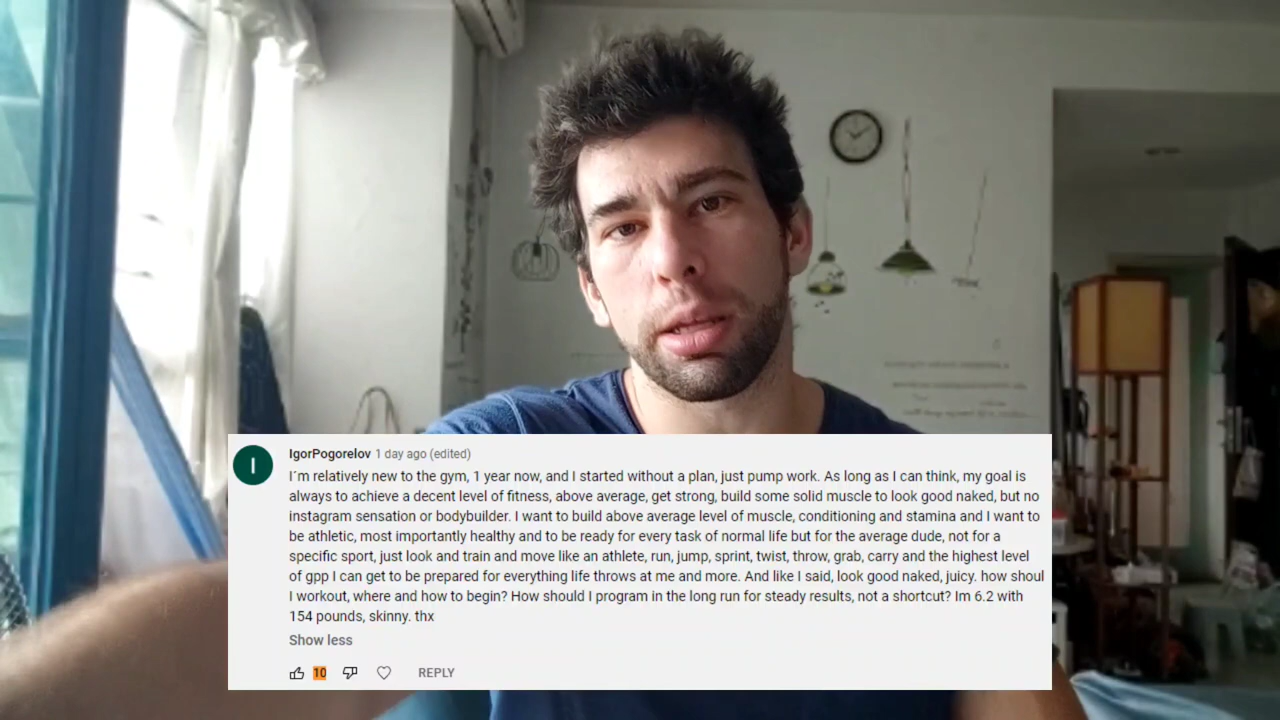 I
IgorPogorelov 1 day ago (edited)
I´m relatively new to the gym, 1 year now, and I started without a plan, just pump work. As long as I can think, my goal is
always to achieve a decent level of fitness, above average, get strong, build some solid muscle to look good naked, but no
instagram sensation or bodybuilder. I want to build above average level of muscle, conditioning and stamina and I want to
be athletic, most importantly healthy and to be ready for every task of normal life but for the average dude, not for a
specific sport, just look and train and move like an athlete, run, jump, sprint, twist, throw, grab, carry and the highest level
of gpp I can get to be prepared for everything life throws at me and more. And like I said, look good naked, juicy. how shoul
I workout, where and how to begin? How should I program in the long run for steady results, not a shortcut? Im 6.2 with
154 pounds, skinny. thx
Show less
10 REPLY